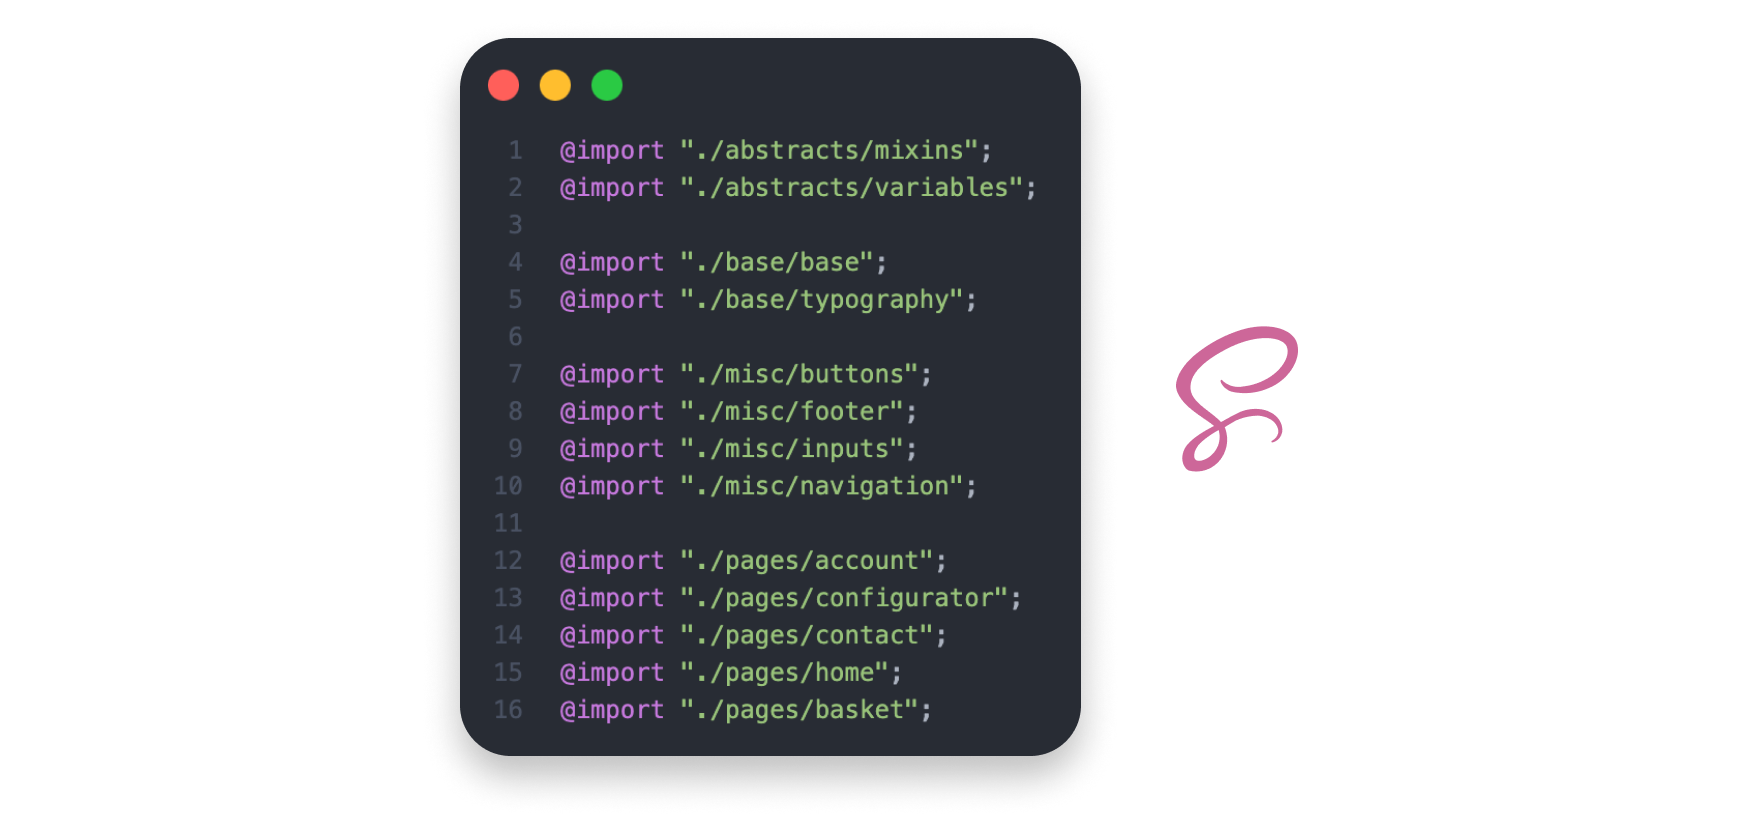 1 @import "./abstracts/mixins";
2 @import "./abstracts/variables";
3
4 @import "./base/base";
5 @import "./base/typography";
6
7 @import "./misc/buttons";
8 @import "./misc/footer";
9 @import "./misc/inputs";
10 @import "./misc/navigation";
11
12 @import "./pages/account";
13 @import "./pages/configurator";
14 @import "./pages/contact";
15 @import "./pages/home";
16 @import "./pages/basket";